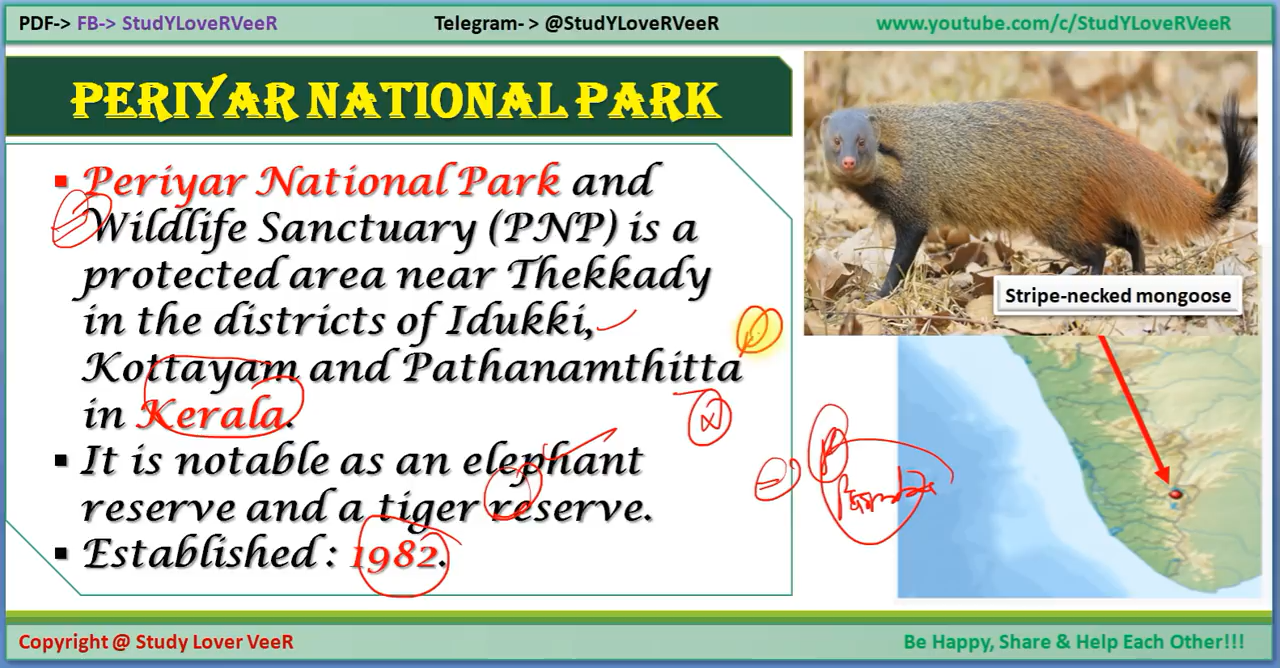 PDF-> FB-> StudYLoveRVeeR Telegram- > @StudYLoveRVeeR www.youtube.com/c/StudYLoveRVeeR
PERIYAR NATIONAL PARK
▪ Periyar National Park and
Wildlife Sanctuary (PNP) is a
protected area near Thekkady
in the districts of Idukki,
Kottayam and Pathanamthitta
in Kerala.
▪ It is notable as an elephant
reserve and a tiger reserve.
▪ Established : 1982.
Stripe-necked mongoose
Copyright @ Study Lover VeeR Be Happy, Share & Help Each Other!!!